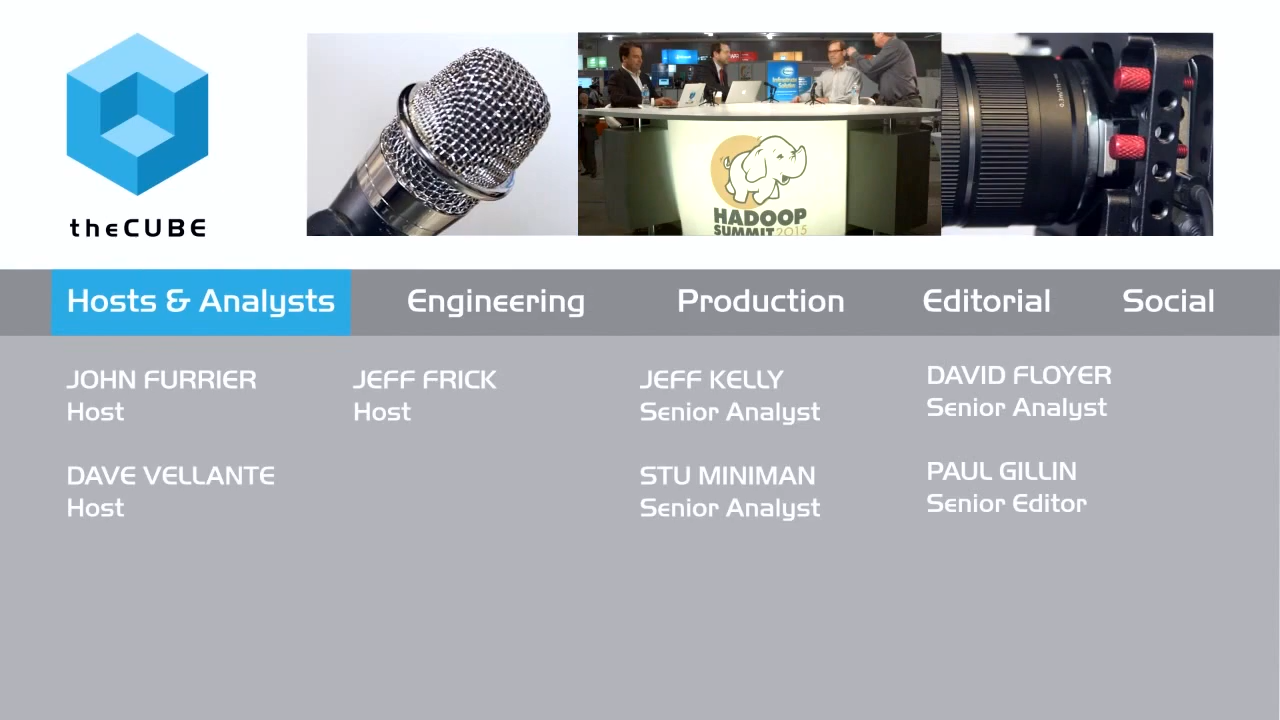 theCUBE
HADOOP
SUMMIT 2015
Hosts & Analysts
Engineering
Production
Editorial
Social
JOHN FURRIER
Host
JEFF FRICK
Host
JEFF KELLY
Senior Analyst
DAVID FLOYER
Senior Analyst
DAVE VELLANTE
Host
STU MINIMAN
Senior Analyst
PAUL GILLIN
Senior Editor